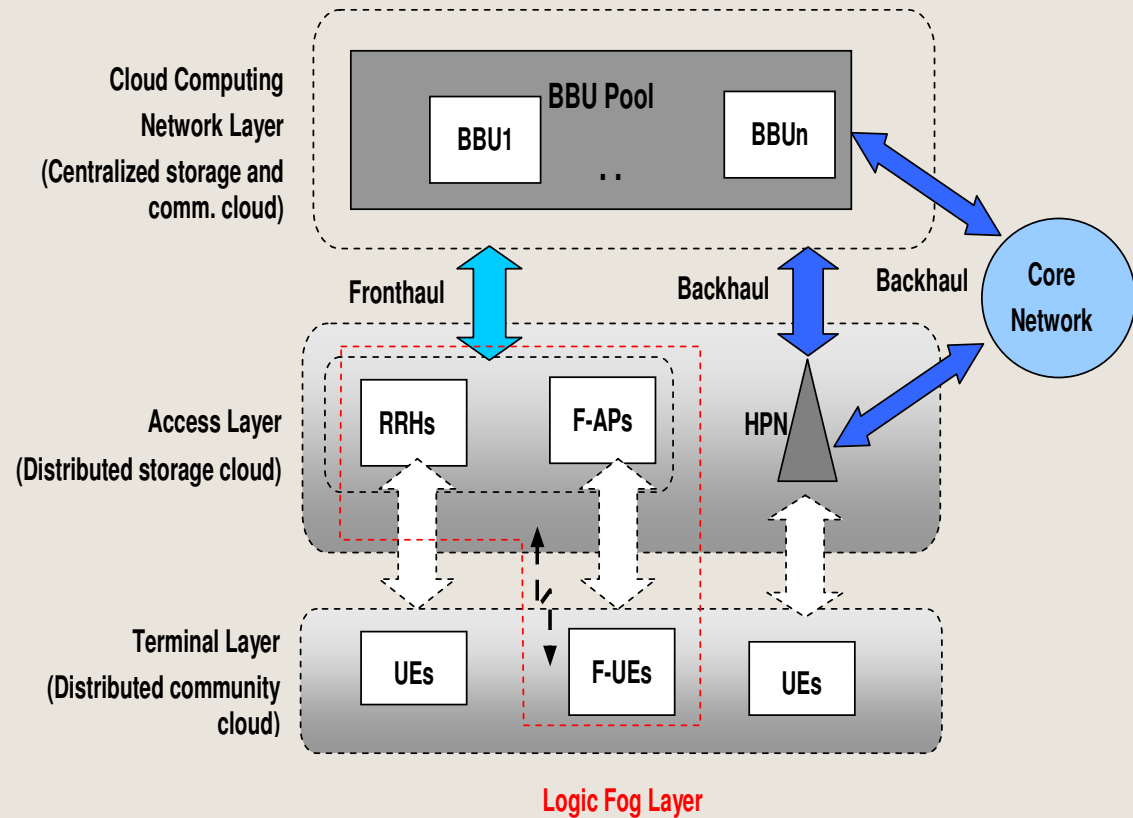 Cloud Computing
Network Layer
(Centralized storage and
comm. cloud)
BBU Pool
BBU1
. .
BBUn
Fronthaul
Backhaul
Backhaul
Core
Network
Access Layer
(Distributed storage cloud)
RRHs
F-APs
HPN
Terminal Layer
(Distributed community
cloud)
UEs
F-UEs
UEs
Logic Fog Layer